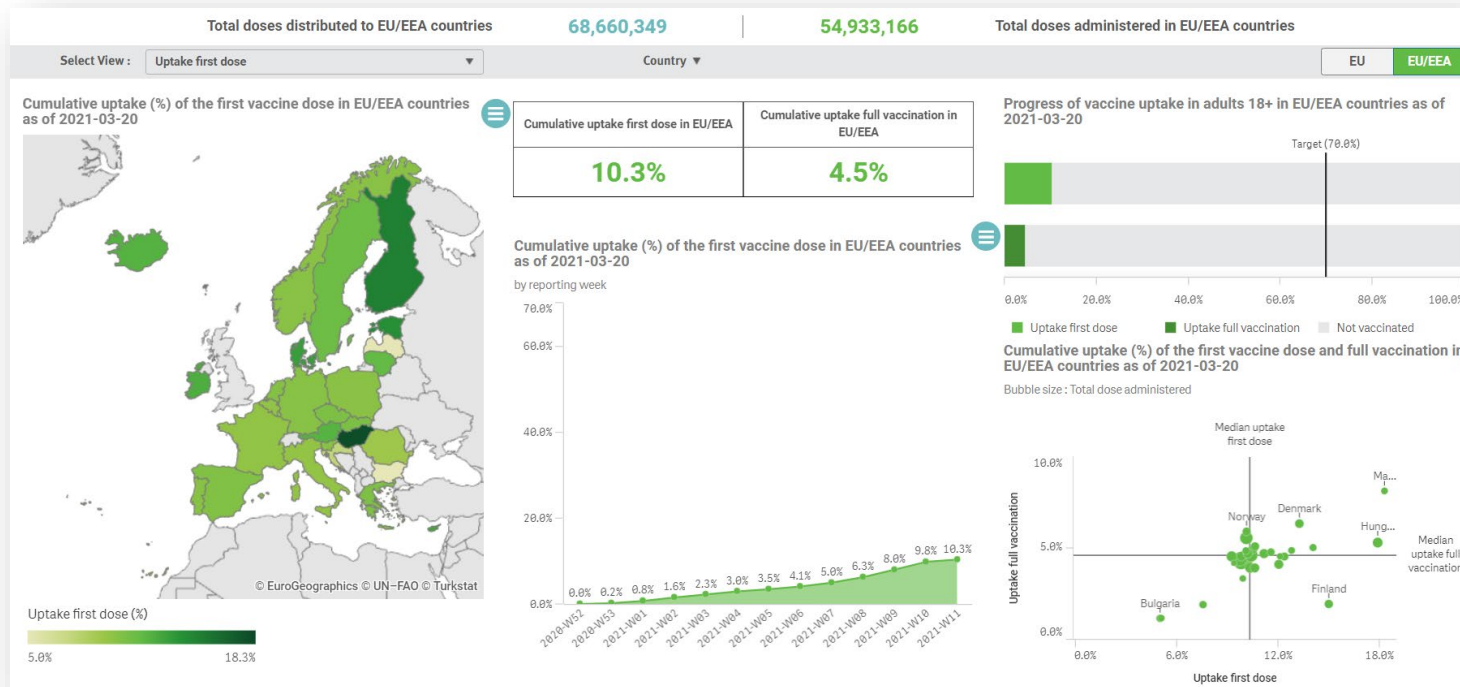 Total doses distributed to EU/EEA countries 68,660,349 54,933,166 Total doses administered in EU/EEA countries
Select View : Uptake first dose Country EU EU/EEA
Cumulative uptake (%) of the first vaccine dose in EU/EEA countries
as of 2021-03-20
© EuroGeographics © UN-FAO © Turkstat
Uptake first dose (%)
5.0% 18.3%
Cumulative uptake first dose in EU/EEA
Cumulative uptake full vaccination in
EU/EEA
10.3% 4.5%
Cumulative uptake (%) of the first vaccine dose in EU/EEA countries
as of 2021-03-20
by reporting week
70.0%
60.0%
40.0%
20.0%
0.0%
0.0% 0.2% 0.8% 1.6% 2.3% 3.0% 3.5% 4.1% 5.0% 6.3% 8.0% 9.8% 10.3%
2020-W52 2020-W53 2021-W01 2021-W02 2021-W03 2021-W04 2021-W05 2021-W06 2021-W07 2021-W08 2021-W09 2021-W10 2021-W11
Progress of vaccine uptake in adults 18+ in EU/EEA countries as of
2021-03-20
Target (70.0%)
0.0% 20.0% 40.0% 60.0% 80.0% 100.0%
Uptake first dose Uptake full vaccination Not vaccinated
Cumulative uptake (%) of the first vaccine dose and full vaccination in
EU/EEA countries as of 2021-03-20
Bubble size : Total dose administered
Median uptake
first dose
10.0%
Ma...
Norway Denmark
Hung...
5.0%
Median
uptake full
vaccination
Bulgaria Finland
0.0%
Uptake full vaccination
0.0% 6.0% 12.0% 18.0%
Uptake first dose